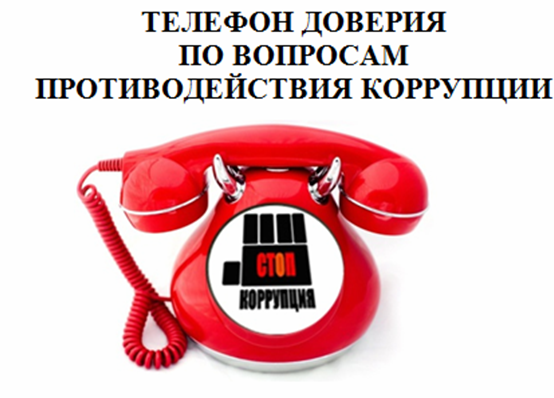 ТЕЛЕФОН ДОВЕРИЯ
ПО ВОПРОСАМ
ПРОТИВОДЕЙСТВИЯ КОРРУПЦИИ
СТОП
КОРРУПЦИЯ